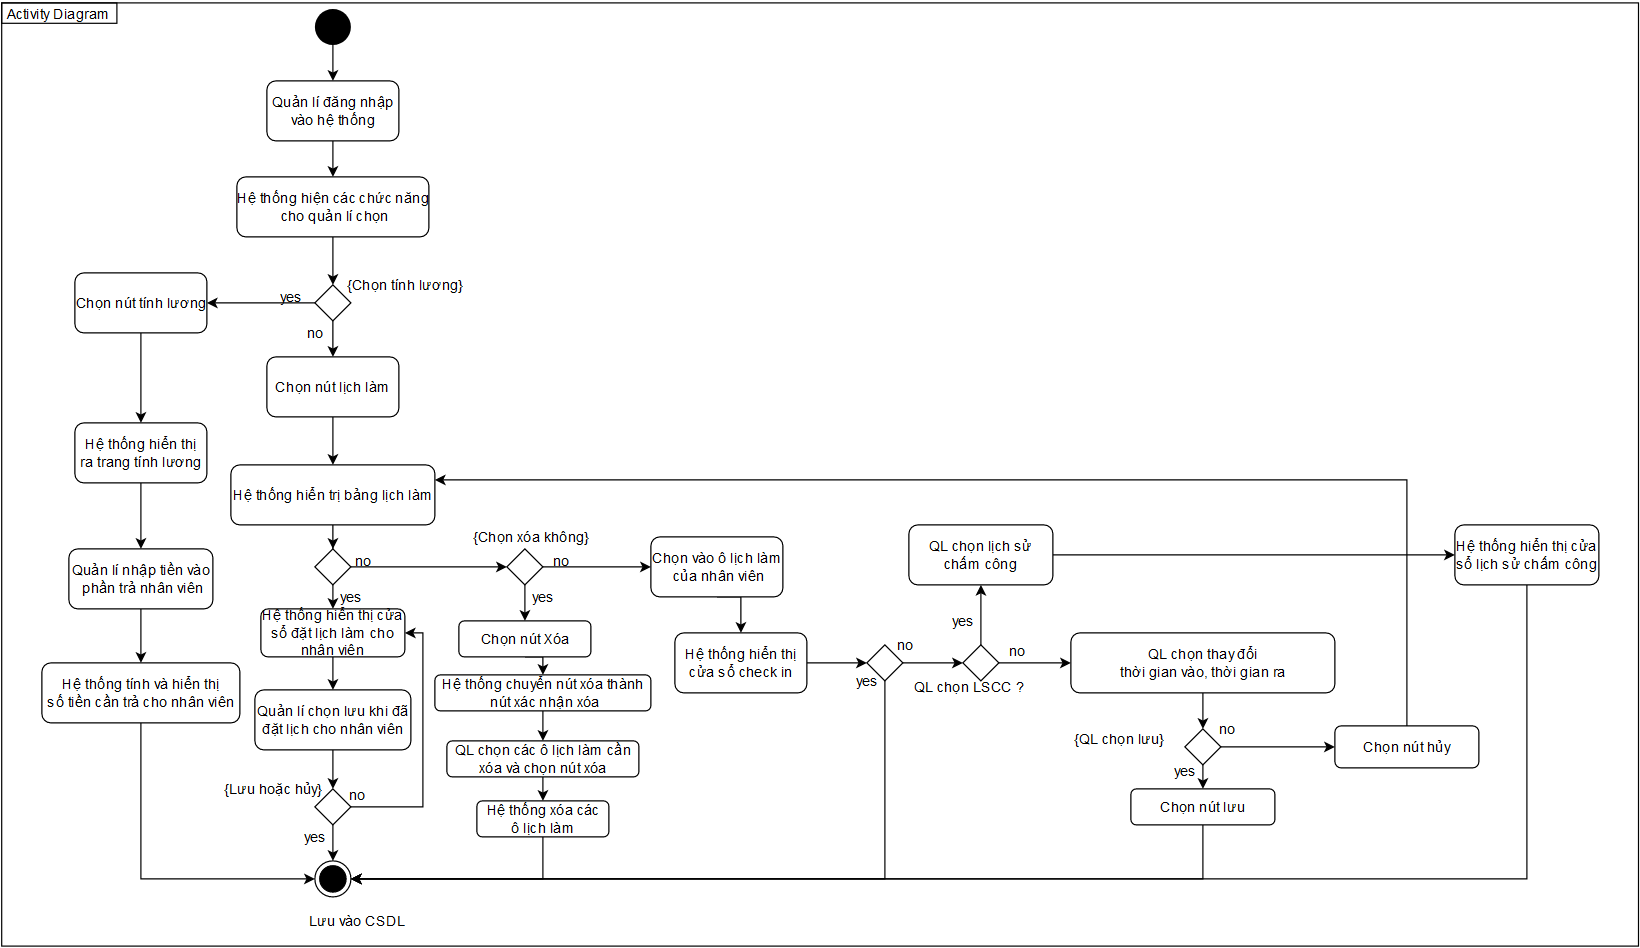 Activity Diagram
Quản lí đăng nhập
vào hệ thống
Hệ thống hiện các chức năng
cho quản lí chọn
{Chọn tính lương}
yes
Chọn nút tính lương
no
Chọn nút lịch làm
Hệ thống hiển thị
ra trang tính lương
Hệ thống hiển trị bảng lịch làm
{Chọn xóa không}
no
no
yes
yes
Chọn vào ô lịch làm
của nhân viên
QL chọn lịch sử
chấm công
Hệ thống hiển thị cửa
sổ lịch sử chấm công
Quản lí nhập tiền vào
phần trả nhân viên
Hệ thống hiển thị cửa
sổ đặt lịch làm cho
nhân viên
Chọn nút Xóa
Hệ thống hiển thị
cửa sổ check in
no
yes
yes
no
QL chọn LSCC ?
QL chọn thay đổi
thời gian vào, thời gian ra
Hệ thống tính và hiển thị
số tiền cần trả cho nhân viên
Quản lí chọn lưu khi đã
đặt lịch cho nhân viên
Hệ thống chuyển nút xóa thành
nút xác nhận xóa
{QL chọn lưu}
no
yes
Chọn nút hủy
QL chọn các ô lịch làm cần
xóa và chọn nút xóa
{Lưu hoặc hủy}
no
yes
Hệ thống xóa các
ô lịch làm
Chọn nút lưu
Lưu vào CSDL